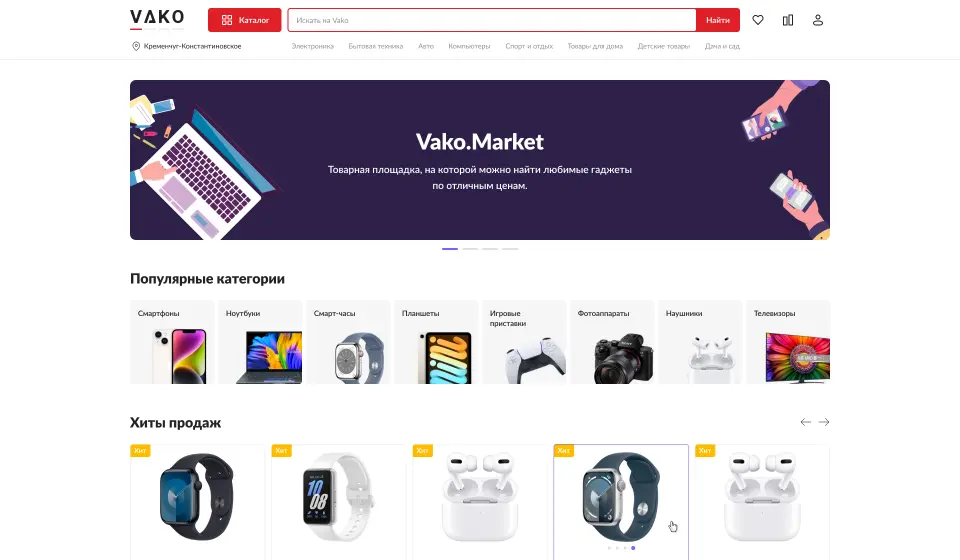 VΛKO
Каталог
Искать на Vako
Найти
Кременчуг-Константиновское
Электроника
Бытовая техника
Авто
Компьютеры
Спорт и отдых
Товары для дома
Детские товары
Дача и сад
Vako.Market
Товарная площадка, на которой можно найти любимые гаджеты
по отличным ценам.
Популярные категории
Смартфоны
Ноутбуки
Смарт-часы
Планшеты
Игровые
приставки
Фотоаппараты
Наушники
Телевизоры
Хиты продаж
Хит
Хит
Хит
Хит
Хит